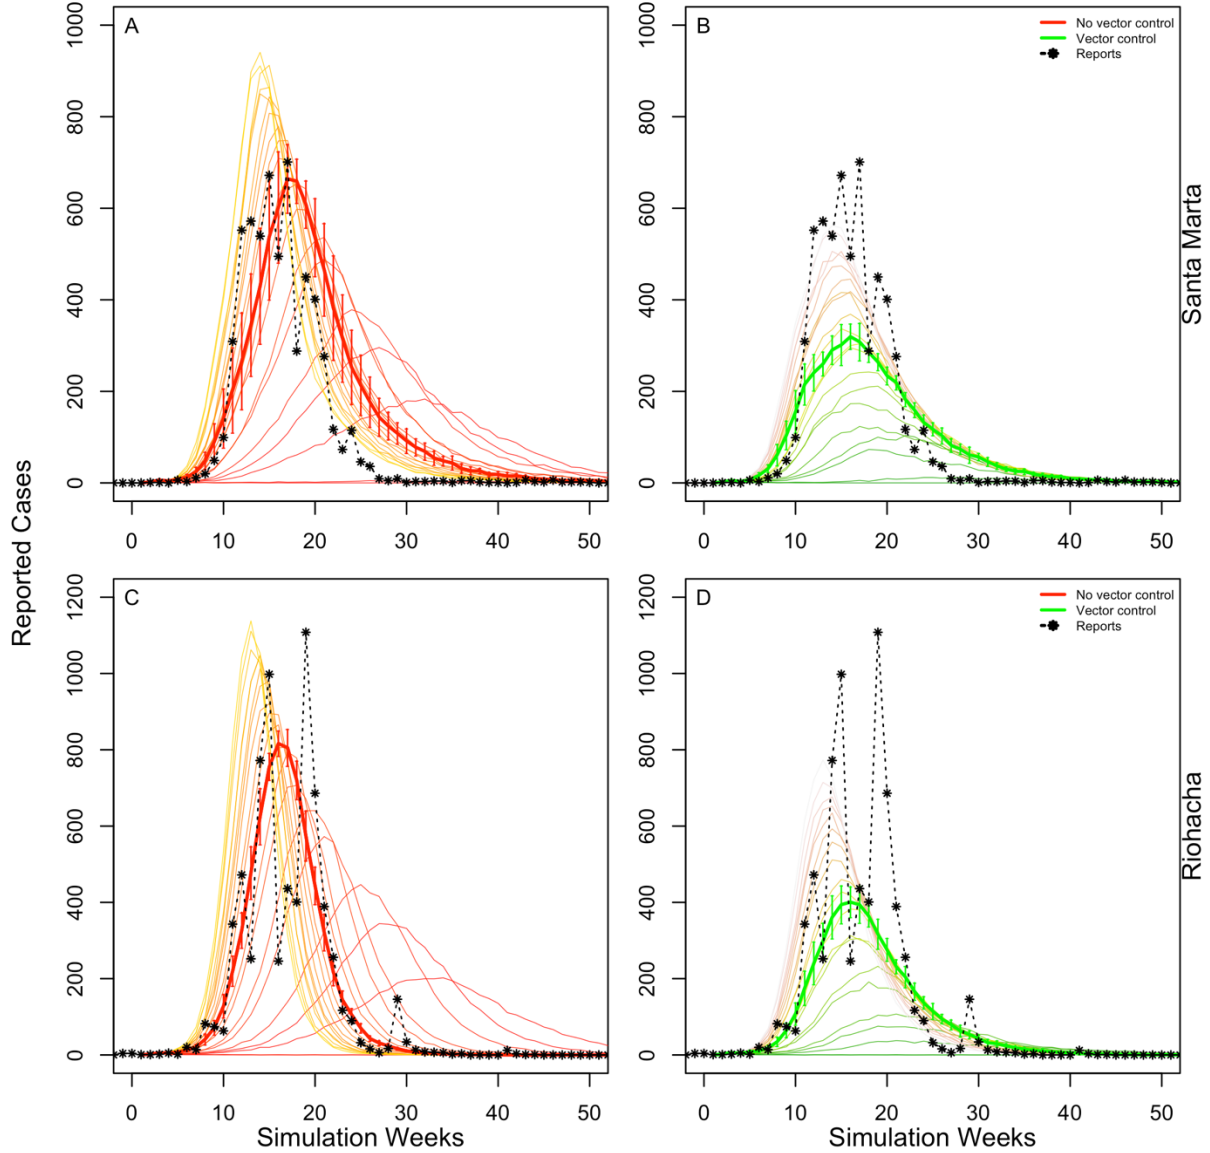 A
B
No vector control
Vector control
Reports
1000
800
600
400
200
0
0 10 20 30 40 50
1000
800
600
400
200
0
0 10 20 30 40 50
Santa Marta
Reported Cases
C
D
No vector control
Vector control
Reports
1200
1000
800
600
400
200
0
0 10 20 30 40 50
Simulation Weeks
1200
1000
800
600
400
200
0
0 10 20 30 40 50
Simulation Weeks
Riohacha